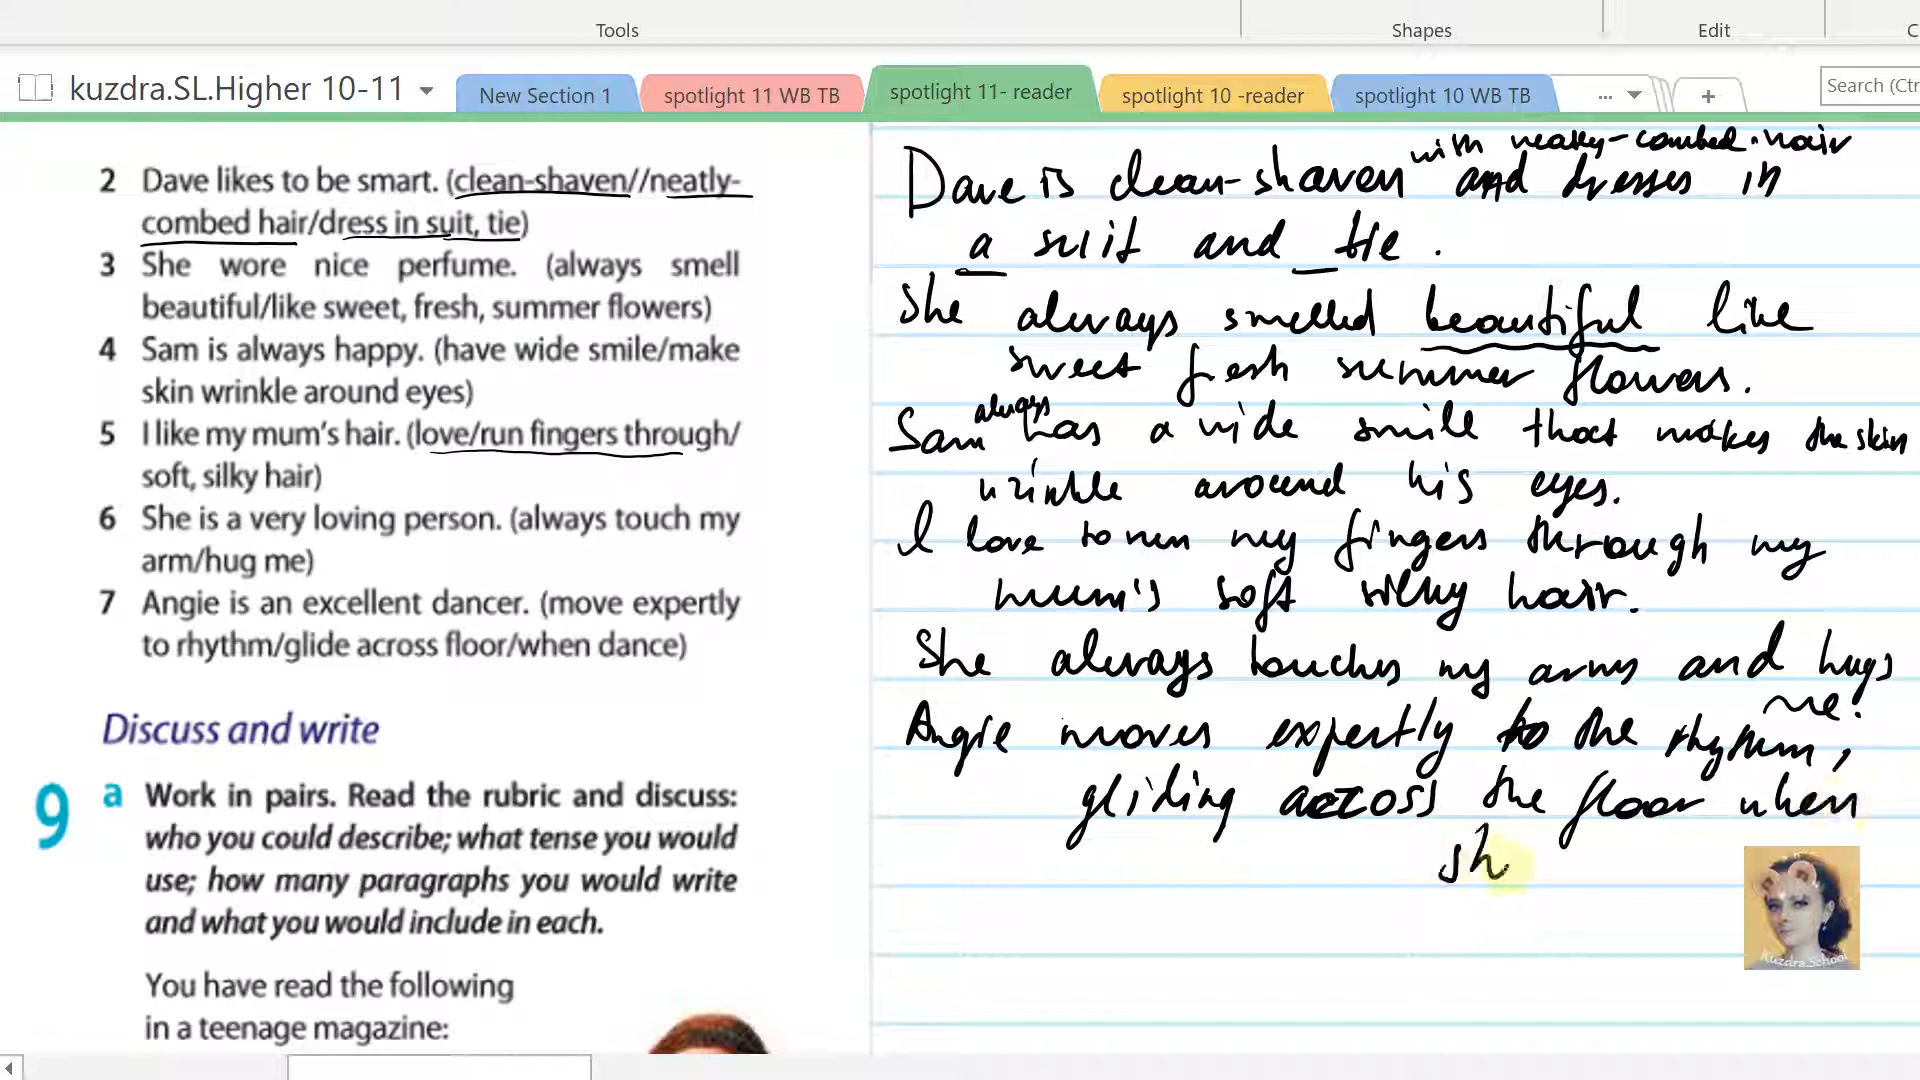 Tools
Shapes
Edit
C
kuzdra.SL.Higher 10-11
New Section 1
spotlight 11 WB TB
spotlight 11- reader
spotlight 10 -reader
spotlight 10 WB TB
...
+
Search (Ctr
2 Dave likes to be smart. (clean-shaven//neatly-
combed hair/dress in suit, tie)
3 She wore nice perfume. (always smell
beautiful/like sweet, fresh, summer flowers)
4 Sam is always happy. (have wide smile/make
skin wrinkle around eyes)
5 I like my mum's hair. (love/run fingers through/
soft, silky hair)
6 She is a very loving person. (always touch my
arm/hug me)
7 Angie is an excellent dancer. (move expertly
to rhythm/glide across floor/when dance)
Discuss and write
9 a Work in pairs. Read the rubric and discuss:
who you could describe; what tense you would
use; how many paragraphs you would write
and what you would include in each.
You have read the following
in a teenage magazine:
with neatly-combed hair
Dave is clean-shaven and dresses in
a suit and tie.
She always smelled beautiful like
sweet fresh summer flowers.
always
Sam has a wide smile that makes the skin
wrinkle around his eyes.
I love to run my fingers through my
mum's soft silky hair.
She always touches my arms and hugs
me.
Angie moves expertly to the rhythm,
gliding across the floor when
sh
Kuzdra.School